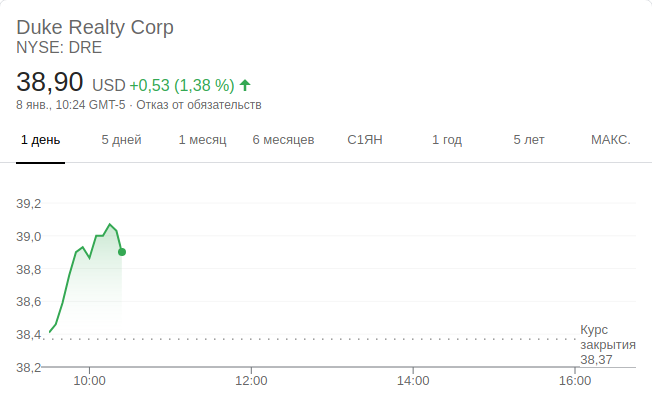 Duke Realty Corp
NYSE: DRE
38,90 USD +0,53 (1,38 %)
8 янв., 10:24 GMT-5 · Отказ от обязательств
1 день 5 дней 1 месяц 6 месяцев С1ЯН 1 год 5 лет МАКС.
39,2
39,0
38,8
38,6
38,4
Курс
закрытия
38,37
38,2
10:00 12:00 14:00 16:00